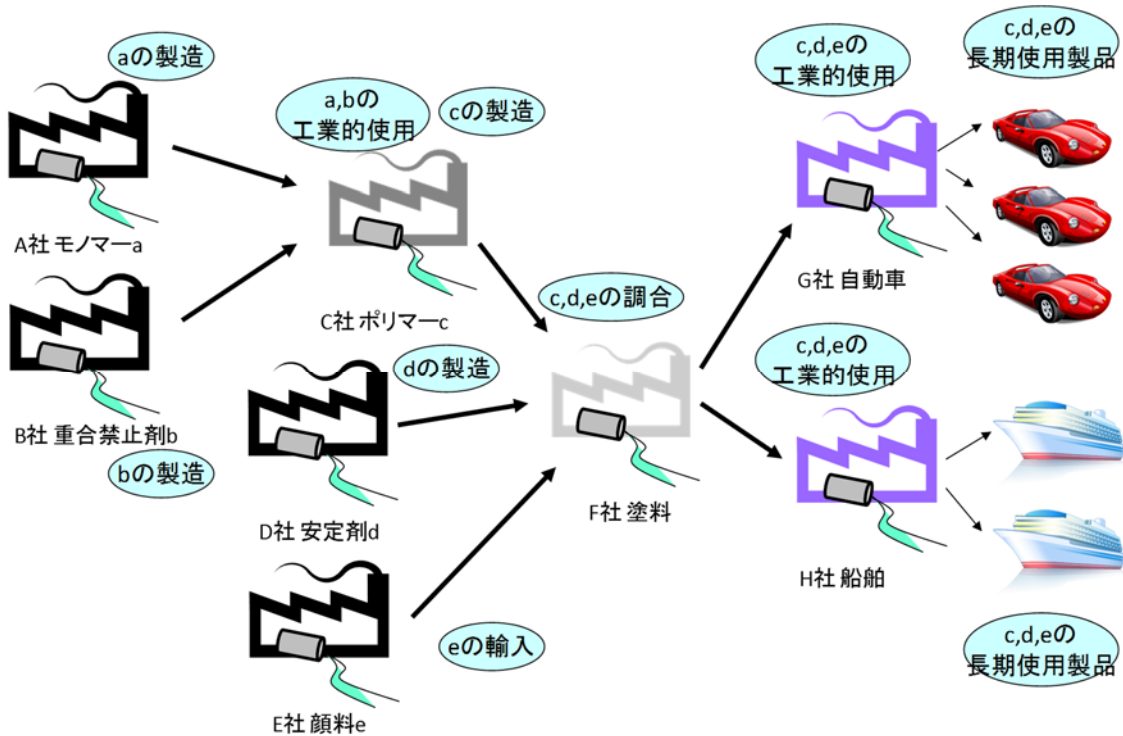 aの製造
A社 モノマーa
B社 重合禁止剤b
bの製造
a,bの
工業的使用
cの製造
C社 ポリマーc
dの製造
D社 安定剤d
E社 顔料e
eの輸入
c,d,eの調合
F社 塗料
c,d,eの
工業的使用
G社 自動車
c,d,eの
長期使用製品
c,d,eの
工業的使用
H社 船舶
c,d,eの
長期使用製品